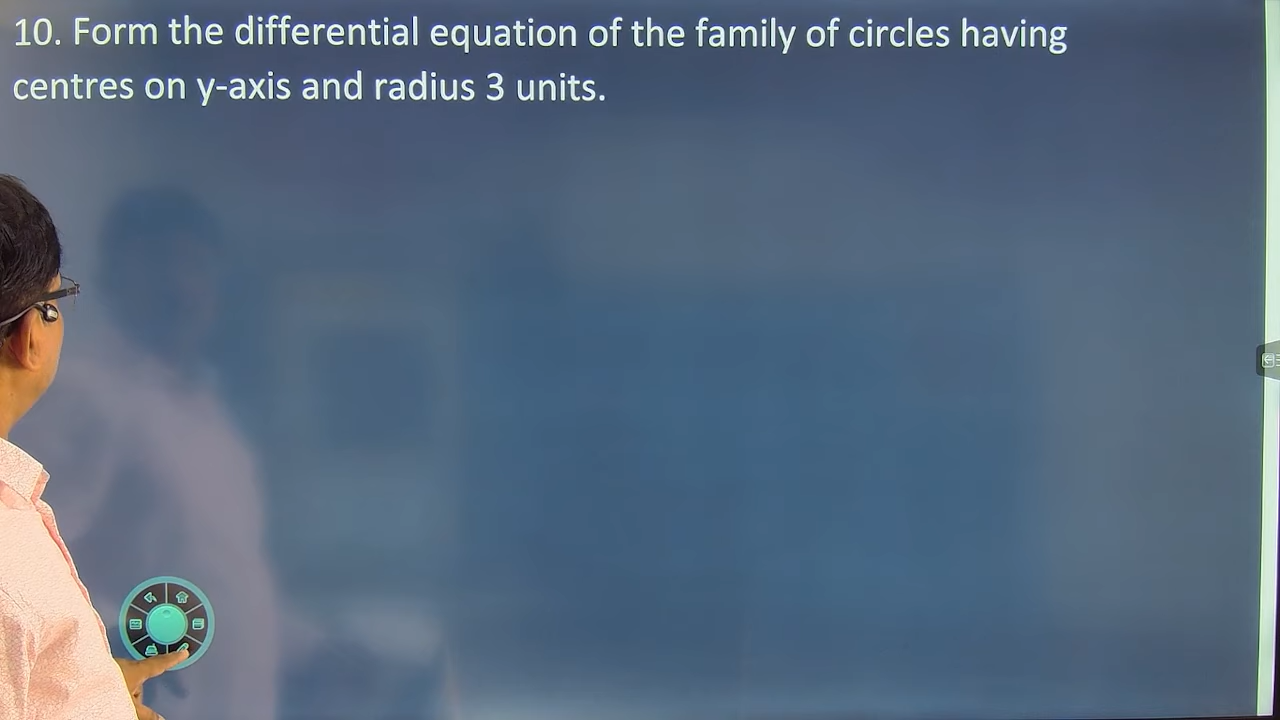 10. Form the differential equation of the family of circles having
centres on y-axis and radius 3 units.